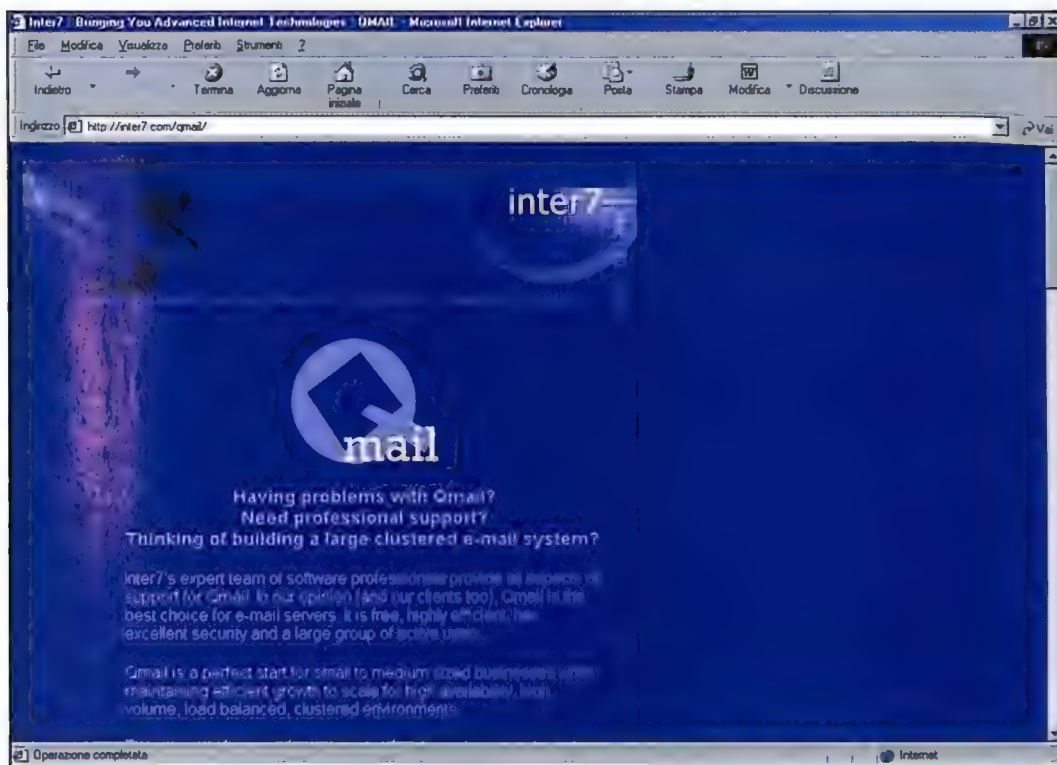 Inter7 : Bringing You Advanced Internet Technologies : QMAIL - Microsoft Internet Explorer
File Modifica Visualizza Preferiti Strumenti ?
Indietro Termina Aggiorna Pagina iniziale Cerca Preferiti Cronologia Posta Stampa Modifica Discussione
Indirizzo http://inter7.com/qmail/ Vai
inter7
Qmail
Having problems with Qmail?
Need professional support?
Thinking of building a large clustered e-mail system?
Inter7's expert team of software professionals provide all aspects of
support for Qmail. In our opinion (and our clients too), Qmail is the
best choice for e-mail servers. It is free, highly efficient, has
excellent security and a large group of active users.
Qmail is a perfect start for small to medium sized businesses
maintaining efficient growth to scale for high availability, high
volume, load balanced, clustered environments.
Operazione completata Internet